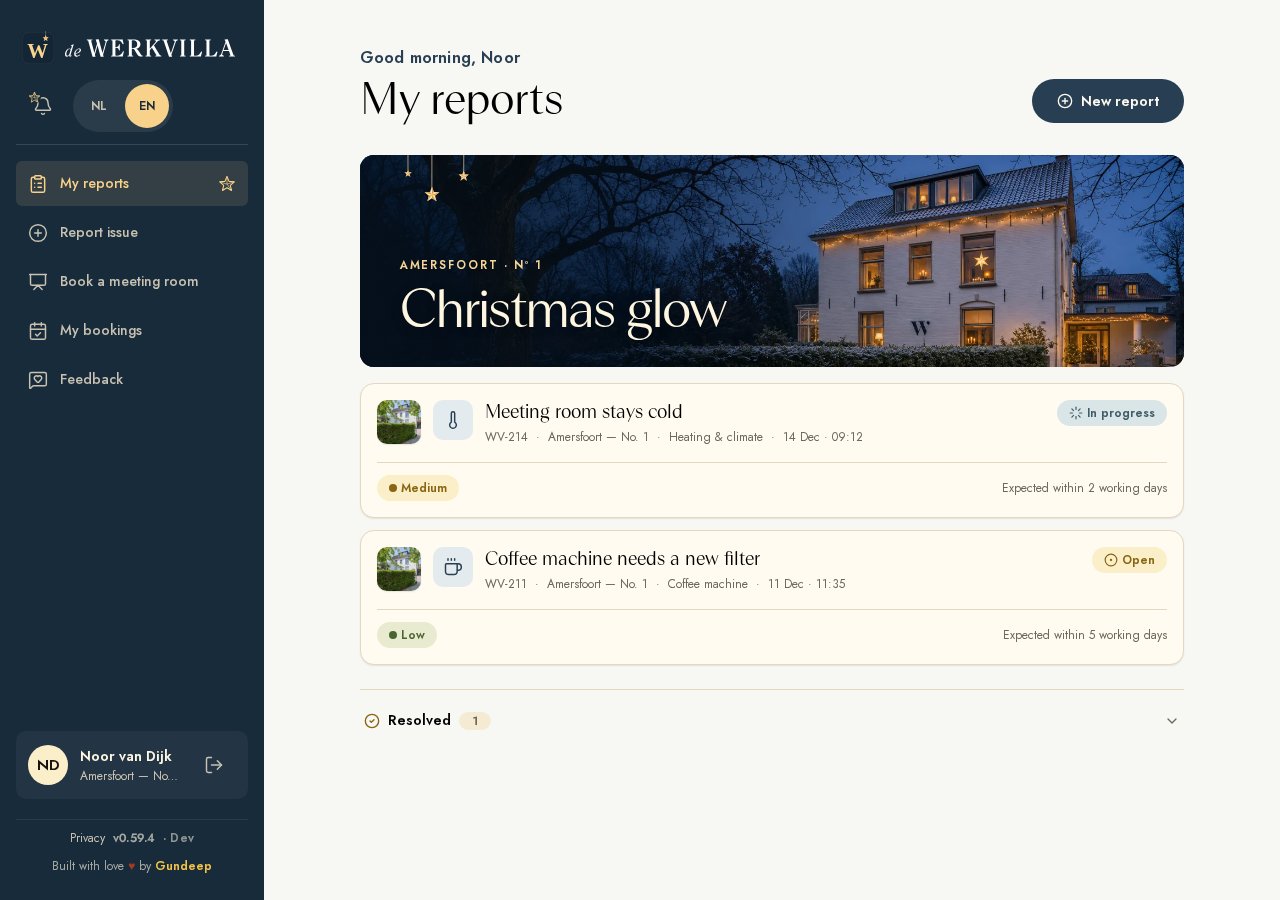 W de WERKVILLA
NL EN
My reports
Report issue
Book a meeting room
My bookings
Feedback
ND Noor van Dijk
Amersfoort — No...
Privacy v0.59.4 · Dev
Built with love ♥ by Gundeep
Good morning, Noor
My reports
New report
AMERSFOORT · N° 1
Christmas glow
W
Meeting room stays cold
In progress
WV-214 · Amersfoort — No. 1 · Heating & climate · 14 Dec · 09:12
Medium
Expected within 2 working days
Coffee machine needs a new filter
Open
WV-211 · Amersfoort — No. 1 · Coffee machine · 11 Dec · 11:35
Low
Expected within 5 working days
Resolved 1